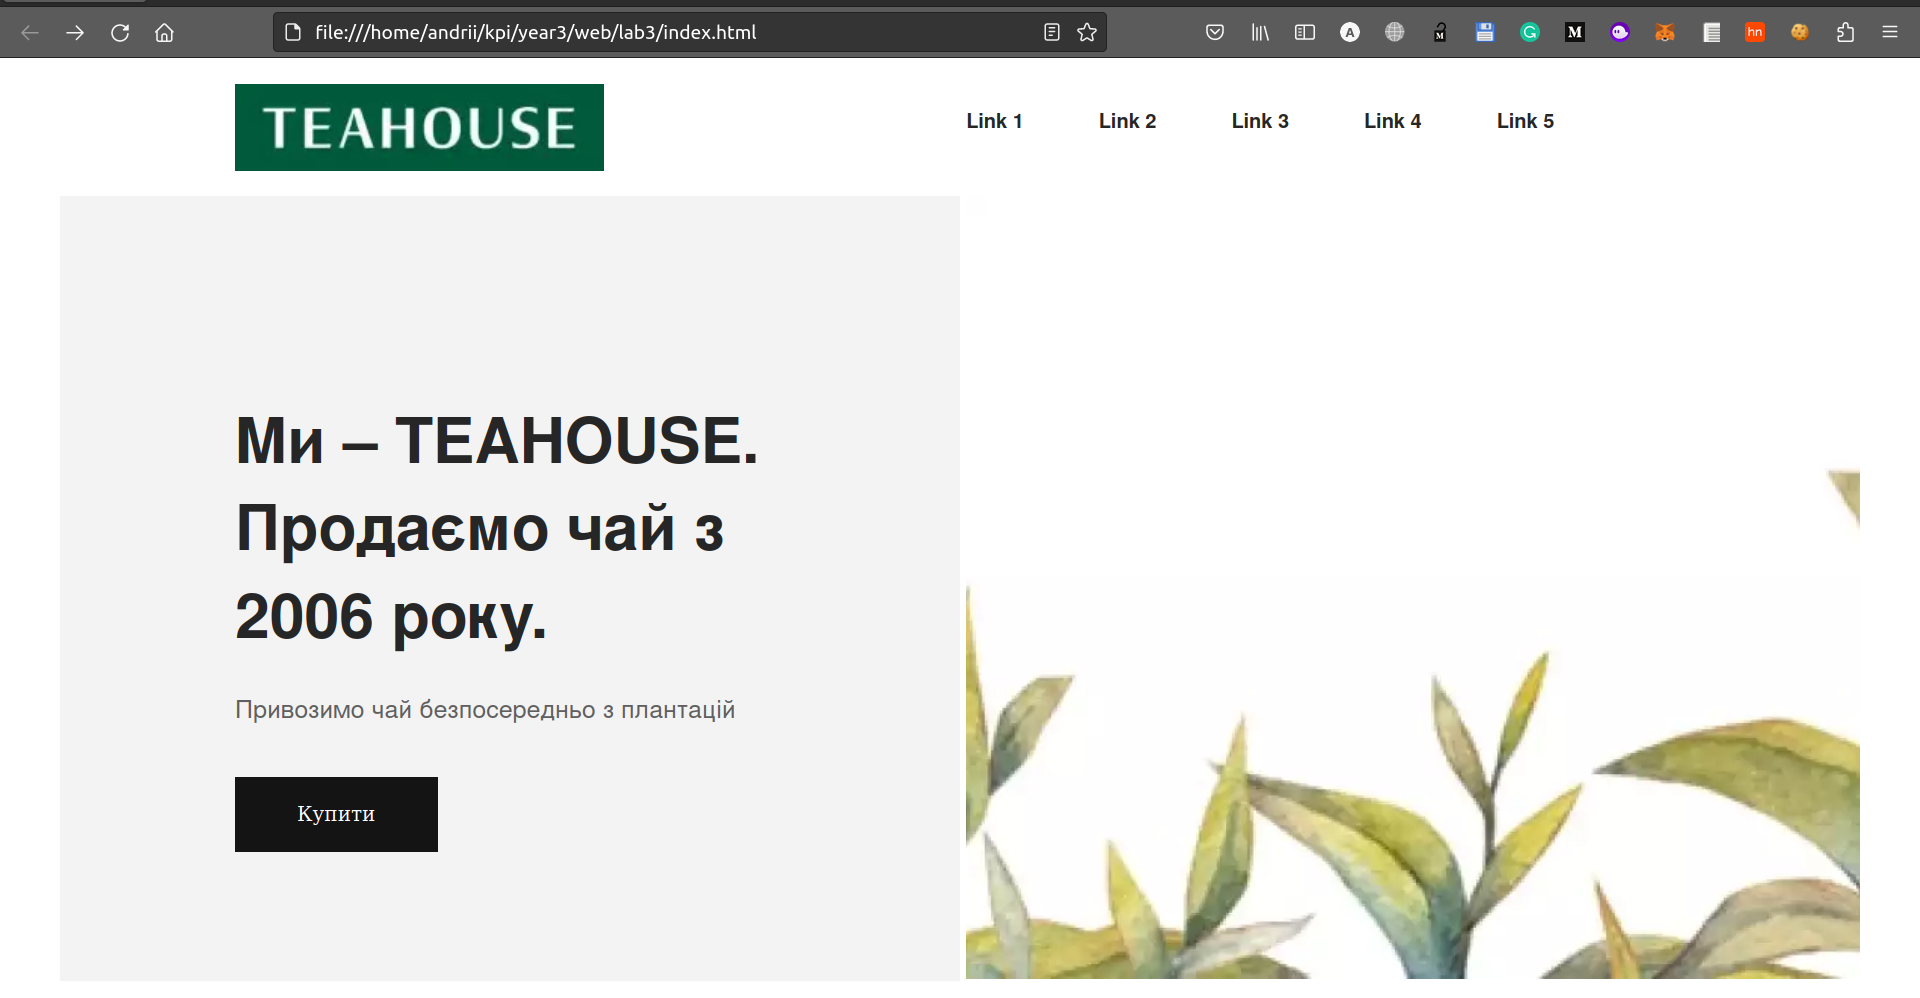 file:///home/andrii/kpi/year3/web/lab3/index.html
A
M
M
hn
TEAHOUSE
Link 1 Link 2 Link 3 Link 4 Link 5
Ми – TEAHOUSE.
Продаємо чай з
2006 року.
Привозимо чай безпосередньо з плантацій
Купити